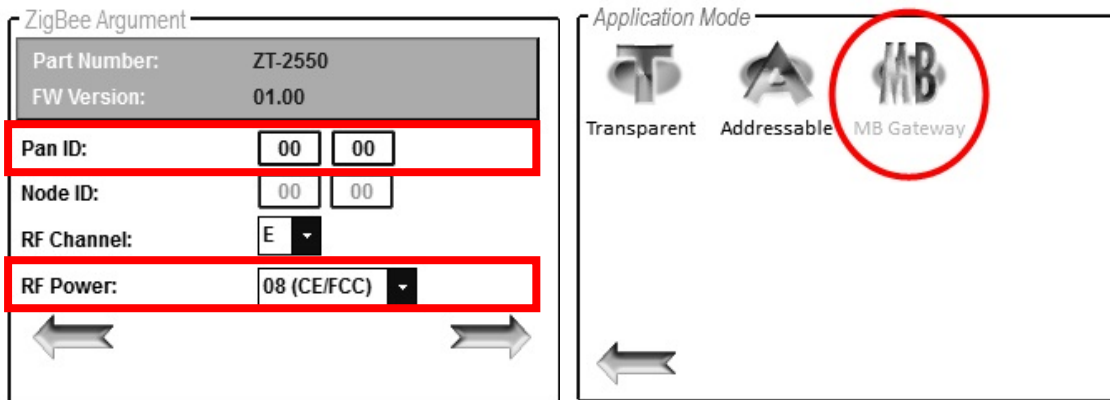 ZigBee Argument
Part Number: ZT-2550
FW Version: 01.00
Pan ID: 00 00
Node ID: 00 00
RF Channel: E
RF Power: 08 (CE/FCC)
Application Mode
T A MB
Transparent Addressable MB Gateway